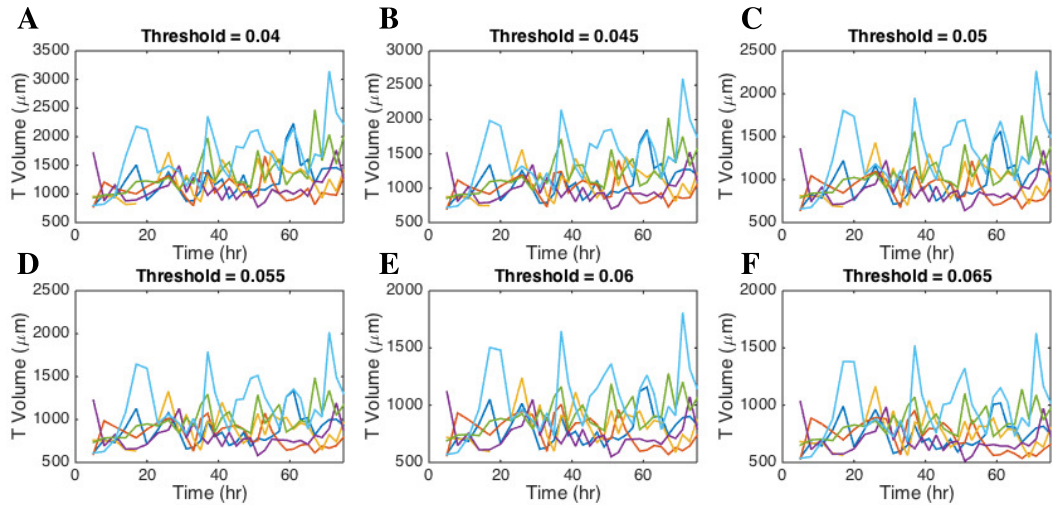 A
Threshold = 0.04
T Volume (μm)
3500
3000
2500
2000
1500
1000
500
0
20
40
60
Time (hr)
B
Threshold = 0.045
T Volume (μm)
3000
2500
2000
1500
1000
500
0
20
40
60
Time (hr)
C
Threshold = 0.05
T Volume (μm)
2500
2000
1500
1000
500
0
20
40
60
Time (hr)
D
Threshold = 0.055
T Volume (μm)
2500
2000
1500
1000
500
0
20
40
60
Time (hr)
E
Threshold = 0.06
T Volume (μm)
2000
1500
1000
500
0
20
40
60
Time (hr)
F
Threshold = 0.065
T Volume (μm)
2000
1500
1000
500
0
20
40
60
Time (hr)